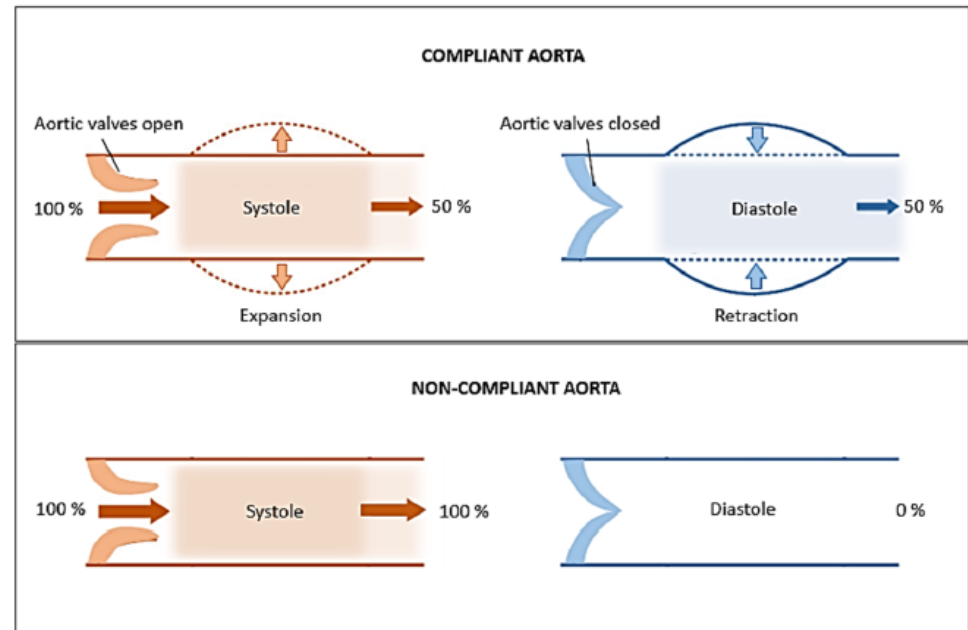 COMPLIANT AORTA
Aortic valves open
100 %
Systole
50 %
Expansion
Aortic valves closed
Diastole
50 %
Retraction
NON-COMPLIANT AORTA
100 %
Systole
100 %
Diastole
0 %